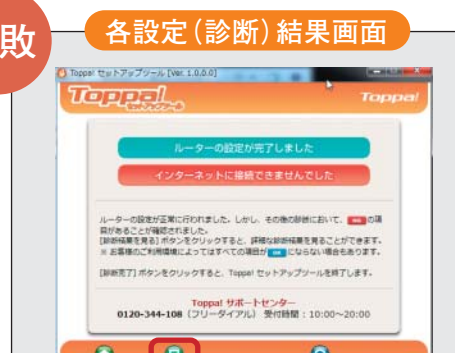 敗
各設定(診断)結果画面
Toppa! セットアップツール [Ver. 1.0.0.0]
Toppa!
セットアップツール
Toppa!
ルーターの設定が完了しました
インターネットに接続できませんでした
ルーターの設定が正常に行われました。しかし、その後の診断において、 の項
目があることが確認されました。
[診断結果を見る] ボタンをクリックすると、詳細な診断結果を見ることができます。
※ お客様のご利用環境によってはすべての項目が OK にならない場合もあります。
[診断完了] ボタンをクリックすると、Toppa! セットアップツールを終了します。
Toppa! サポートセンター
0120-344-108(フリーダイアル) 受付時間:10:00~20:00